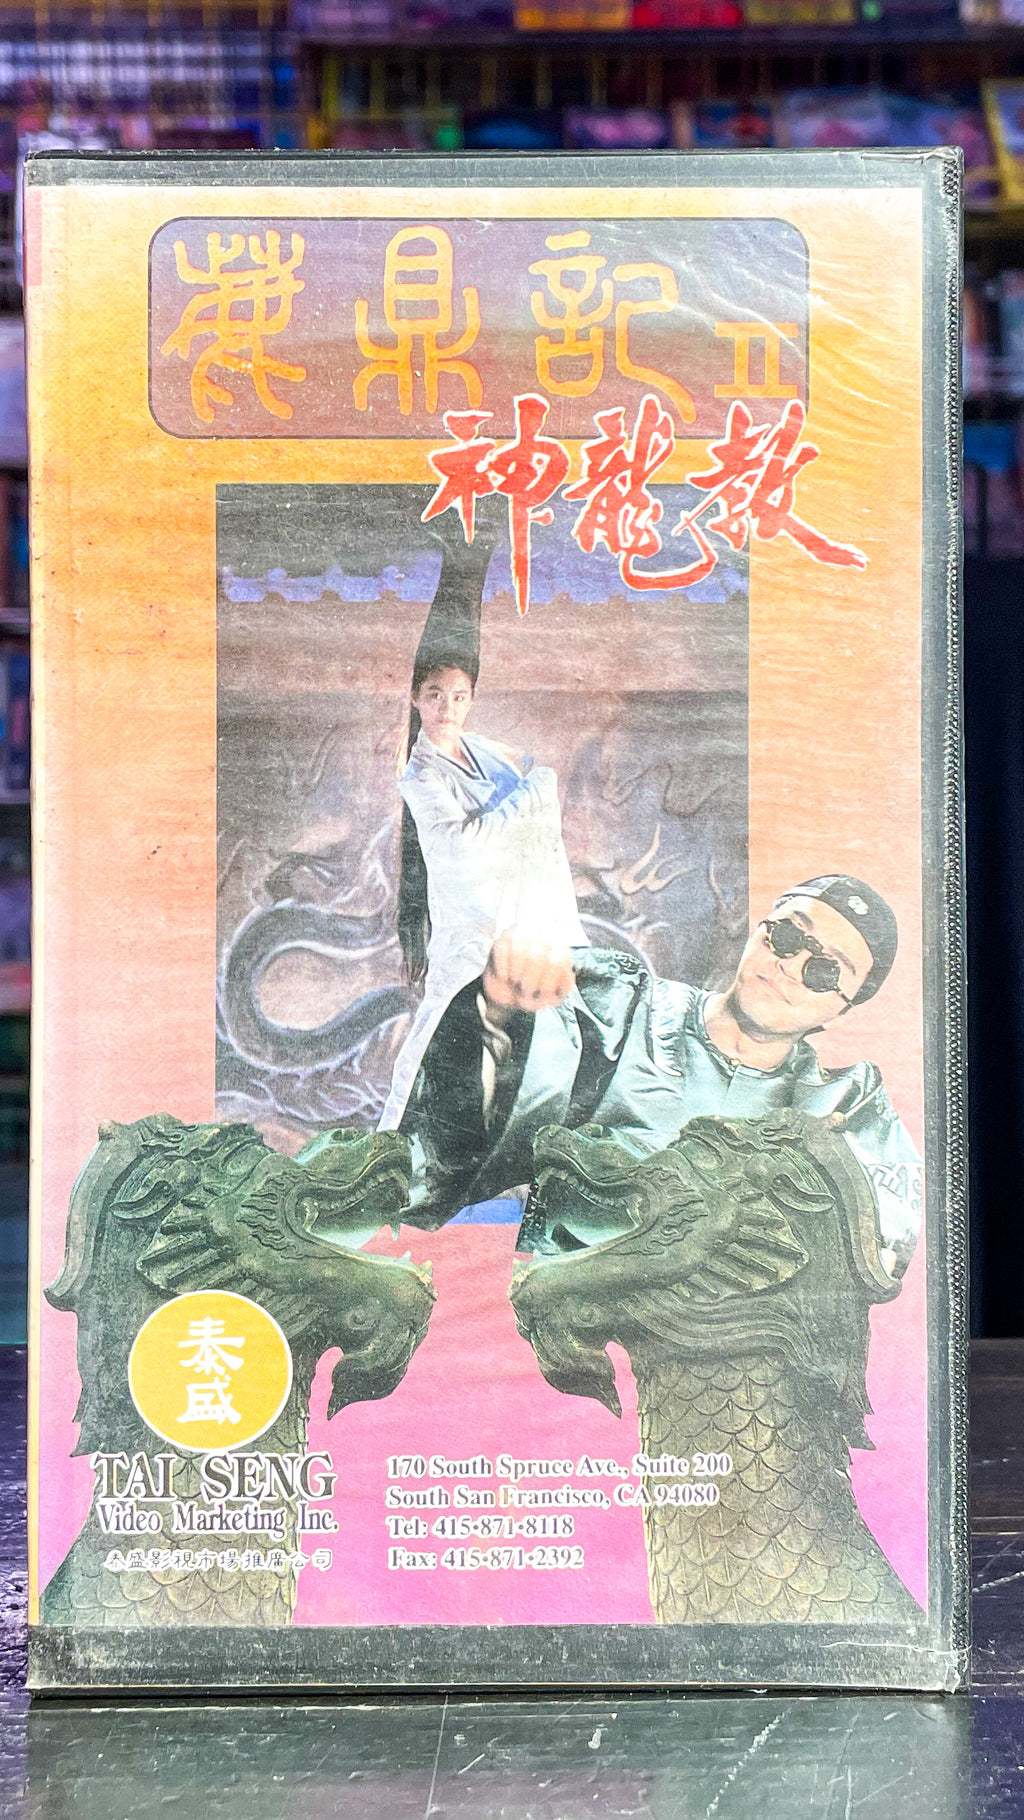 鹿鼎記II
神龍教
泰盛
TAI SENG
Video Marketing Inc.
泰盛影視市場推廣公司
170 South Spruce Ave., Suite 200
South San Francisco, CA 94080
Tel: 415•871•8118
Fax: 415•871•2392